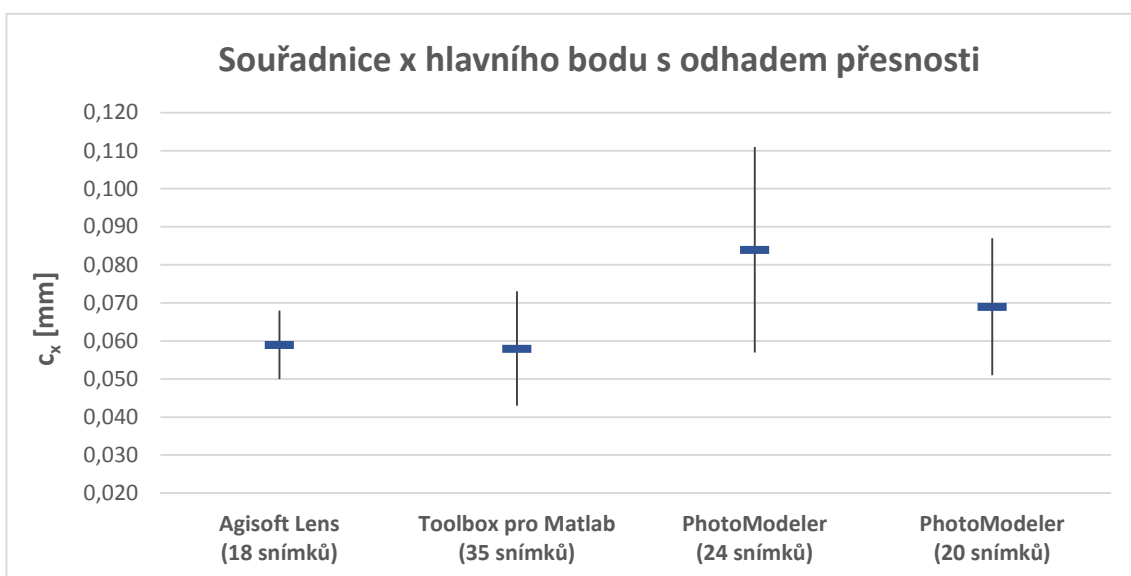 Souřadnice x hlavního bodu s odhadem přesnosti
0,120
0,110
0,100
0,090
0,080
0,070
0,060
0,050
0,040
0,030
0,020
cx [mm]
Agisoft Lens
(18 snímků)
Toolbox pro Matlab
(35 snímků)
PhotoModeler
(24 snímků)
PhotoModeler
(20 snímků)